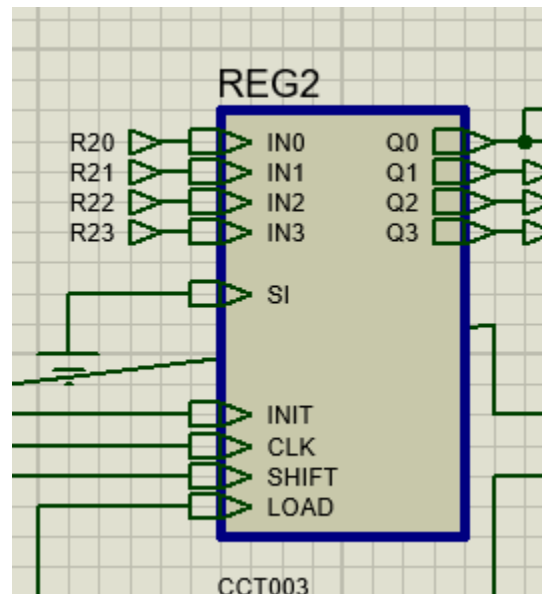 REG2
R20 IN0 Q0
R21 IN1 Q1
R22 IN2 Q2
R23 IN3 Q3
SI
INIT
CLK
SHIFT
LOAD
CCT003